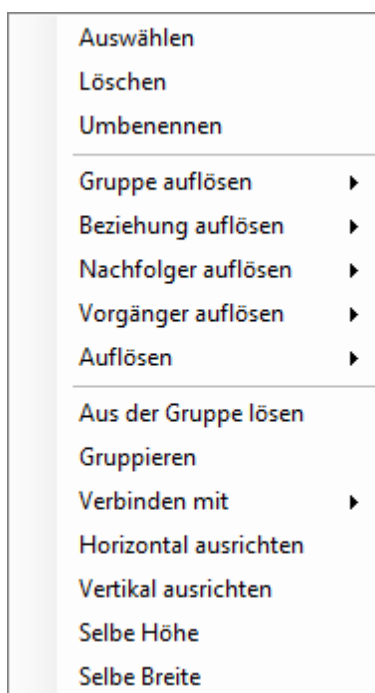 Auswählen
Löschen
Umbenennen
Gruppe auflösen
Beziehung auflösen
Nachfolger auflösen
Vorgänger auflösen
Auflösen
Aus der Gruppe lösen
Gruppieren
Verbinden mit
Horizontal ausrichten
Vertikal ausrichten
Selbe Höhe
Selbe Breite